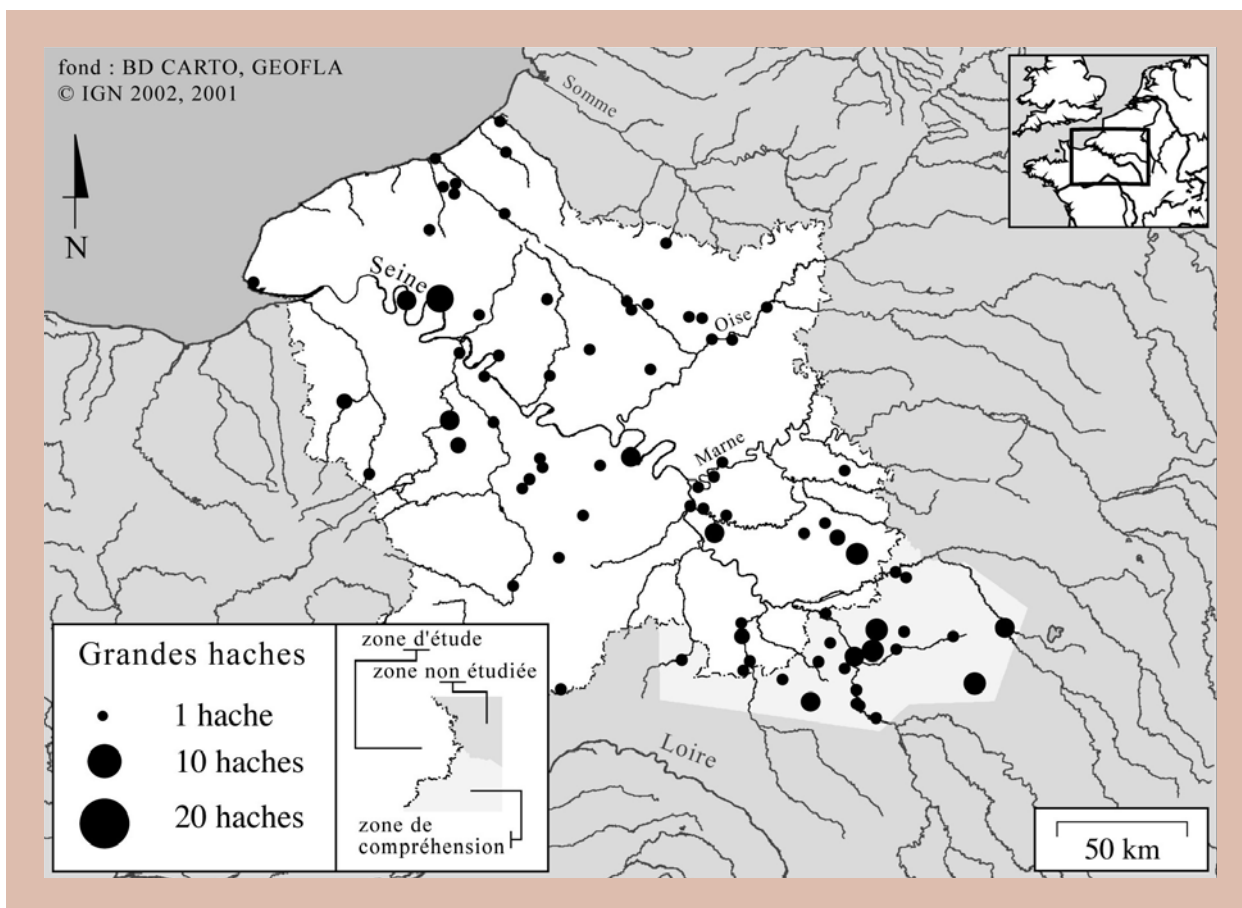 fond : BD CARTO, GEOFLA
© IGN 2002, 2001
N
Somme
Seine
Oise
Marne
Loire
Grandes haches
1 hache
10 haches
20 haches
zone d'étude
zone non étudiée
zone de
compréhension
50 km